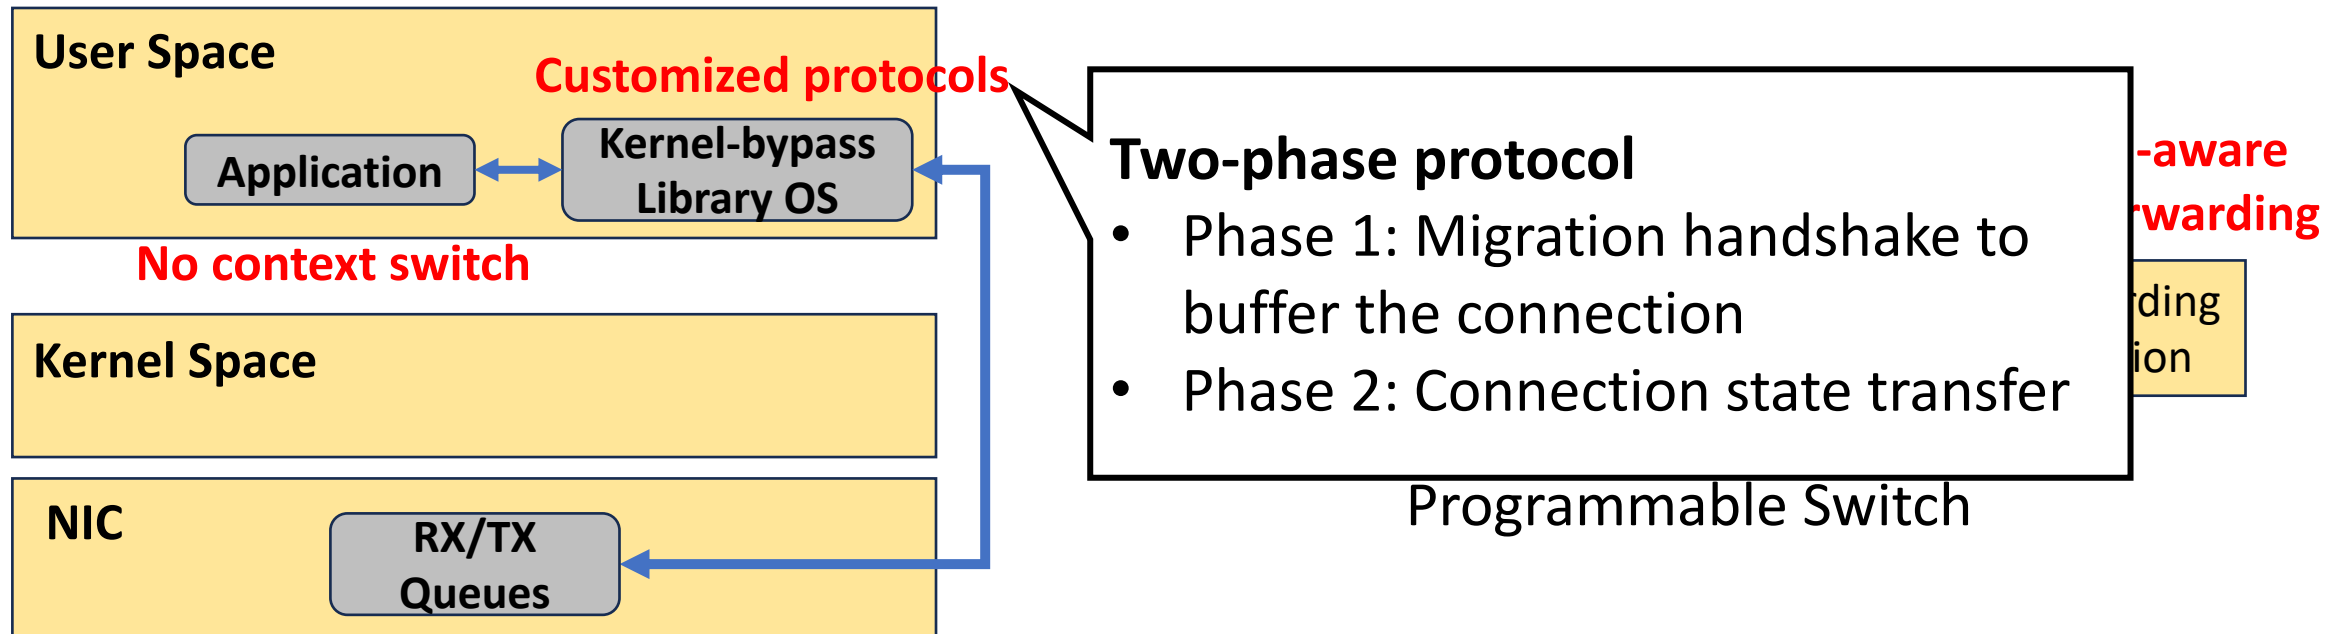 User Space
Customized protocols
Application
Kernel-bypass
Library OS
No context switch
Kernel Space
NIC
RX/TX
Queues
Two-phase protocol
• Phase 1: Migration handshake to
buffer the connection
• Phase 2: Connection state transfer
-aware
Programmable Switch